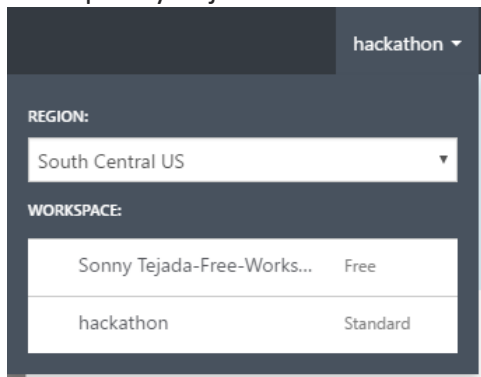 hackathon
REGION:
South Central US
WORKSPACE:
Sonny Tejada-Free-Works... Free
hackathon Standard